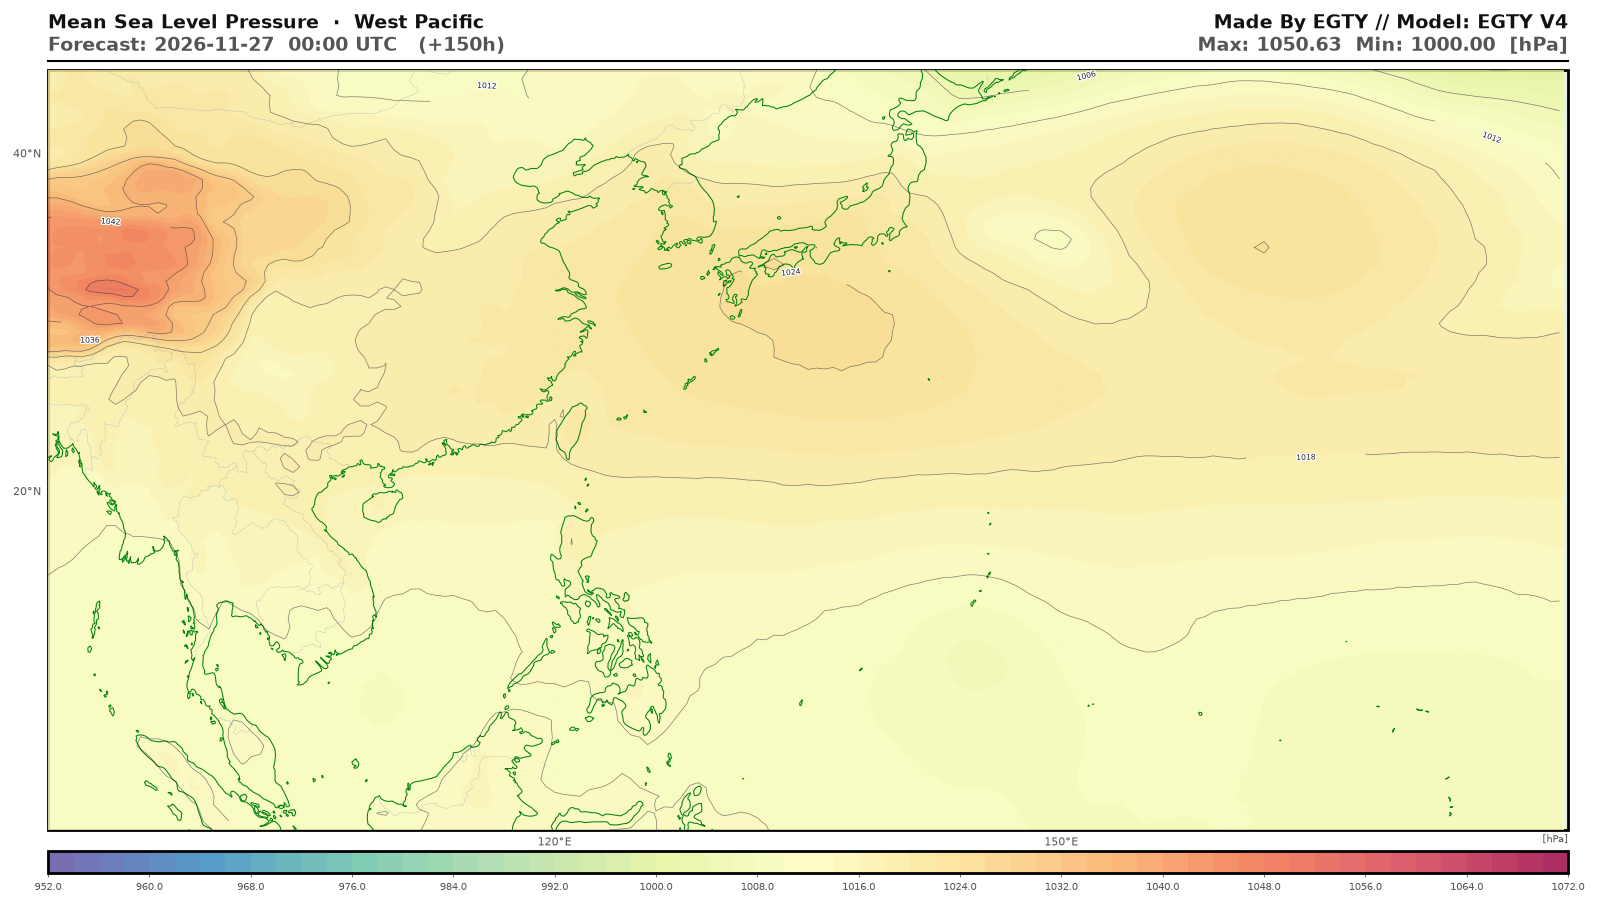 Mean Sea Level Pressure · West Pacific
Made By EGTY // Model: EGTY V4
Forecast: 2026-11-27 00:00 UTC (+150h)
Max: 1050.63 Min: 1000.00 [hPa]
1006
1012
1012
40°N
1042
1024
1036
1018
20°N
120°E
150°E
[hPa]
952.0 960.0 968.0 976.0 984.0 992.0 1000.0 1008.0 1016.0 1024.0 1032.0 1040.0 1048.0 1056.0 1064.0 1072.0